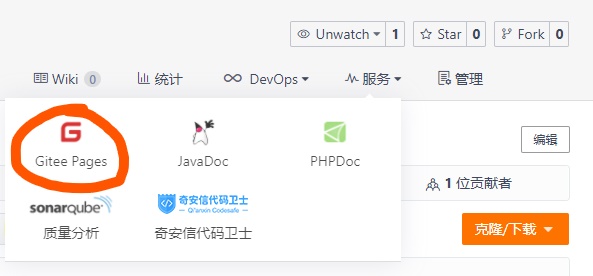 Unwatch 1 Star 0 Fork 0
Wiki 0 统计 DevOps 服务 管理
G
Gitee Pages JavaDoc PHPDoc
编辑
1 位贡献者
sonarqube 奇安信代码卫士
Qi'anxin Codesafe
质量分析 奇安信代码卫士
克隆/下载